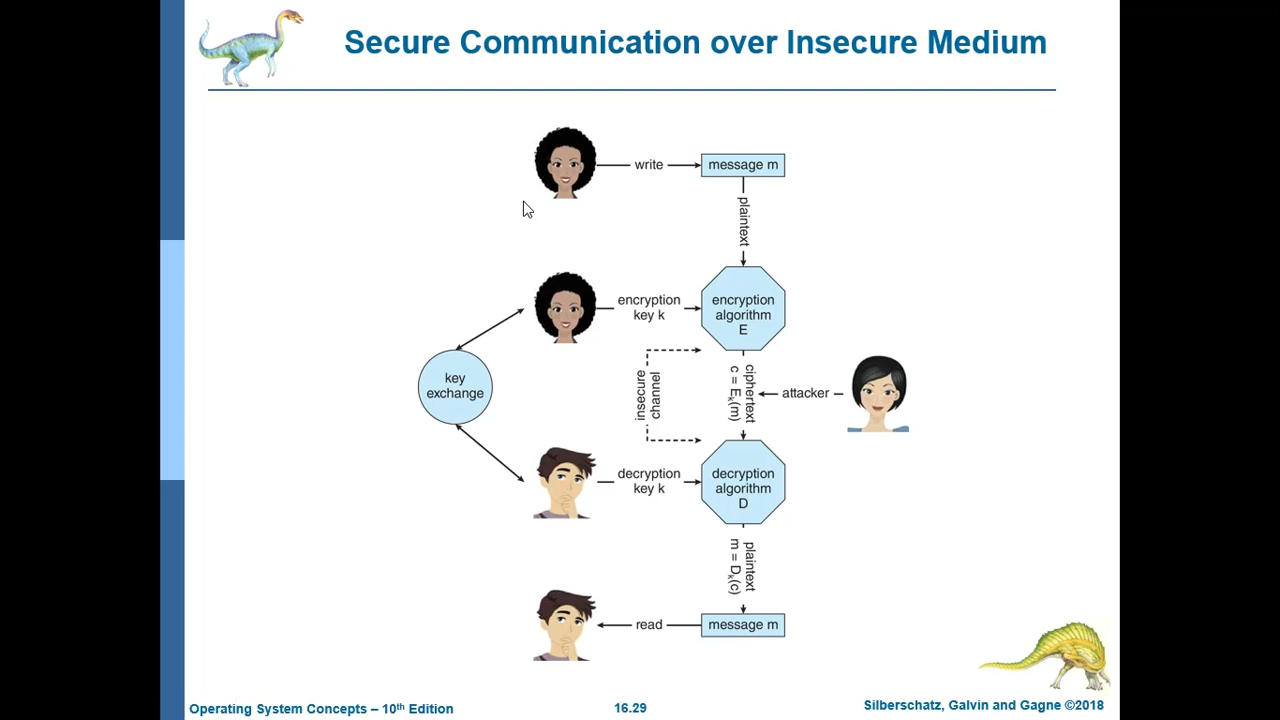 Secure Communication over Insecure Medium
write
message m
plaintext
encryption
key k
encryption
algorithm
E
key
exchange
insecure
channel
ciphertext
c = Ek(m)
attacker
decryption
key k
decryption
algorithm
D
plaintext
m = Dk(c)
read
message m
Operating System Concepts – 10th Edition
16.29
Silberschatz, Galvin and Gagne ©2018